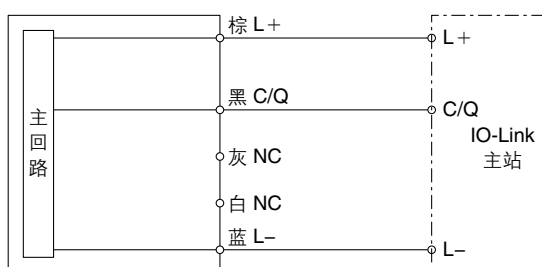 棕 L+
L+
黑 C/Q
C/Q
主回路
IO-Link
主站
灰 NC
白 NC
蓝 L–
L–